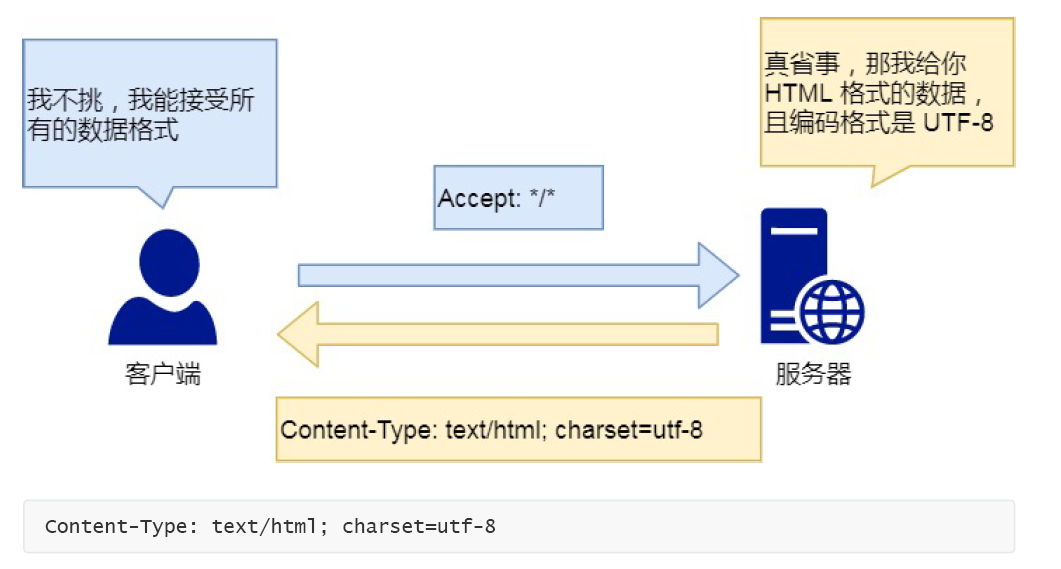 我不挑，我能接受所
有的数据格式
真省事，那我给你
HTML 格式的数据，
且编码格式是 UTF-8
Accept: */*
客户端
服务器
Content-Type: text/html; charset=utf-8
Content-Type: text/html; charset=utf-8